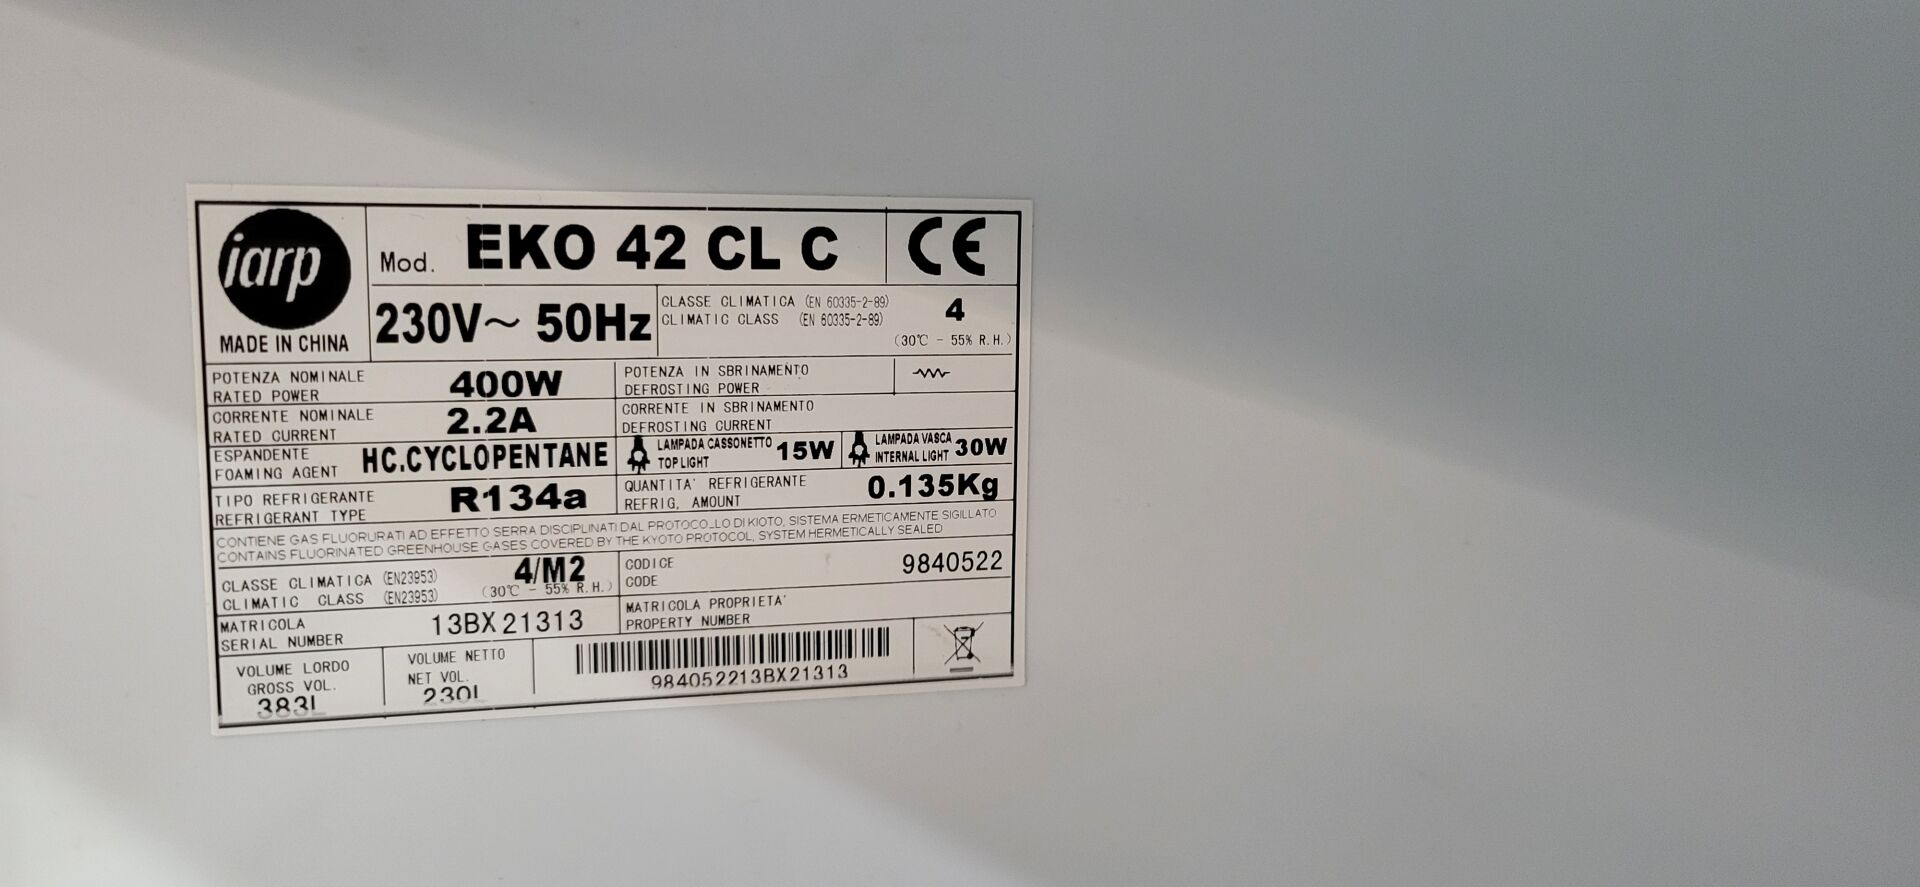 iarp
MADE IN CHINA
Mod. EKO 42 CL C
CE
230V~ 50Hz
CLASSE CLIMATICA (EN 60335-2-89)
CLIMATIC CLASS (EN 60335-2-89)
4
(30℃ - 55% R.H.)
POTENZA NOMINALE
RATED POWER
400W
POTENZA IN SBRINAMENTO
DEFROSTING POWER
CORRENTE NOMINALE
RATED CURRENT
2.2A
CORRENTE IN SBRINAMENTO
DEFROSTING CURRENT
ESPANDENTE
FOAMING AGENT
HC.CYCLOPENTANE
LAMPADA CASSONETTO
TOP LIGHT
15W
LAMPADA VASCA
INTERNAL LIGHT
30W
TIPO REFRIGERANTE
REFRIGERANT TYPE
R134a
QUANTITA' REFRIGERANTE
REFRIG. AMOUNT
0.135Kg
CONTIENE GAS FLUORURATI AD EFFETTO SERRA DISCIPLINATI DAL PROTOCOLLO DI KIOTO, SISTEMA ERMETICAMENTE SIGILLATO
CONTAINS FLUORINATED GREENHOUSE GASES COVERED BY THE KYOTO PROTOCOL, SYSTEM HERMETICALLY SEALED
CLASSE CLIMATICA (EN23953)
CLIMATIC CLASS (EN23953)
4/M2
(30℃ - 55% R.H.)
CODICE
CODE
9840522
MATRICOLA
SERIAL NUMBER
13BX21313
MATRICOLA PROPRIETA'
PROPERTY NUMBER
VOLUME LORDO
GROSS VOL.
383L
VOLUME NETTO
NET VOL.
230L
984052213BX21313